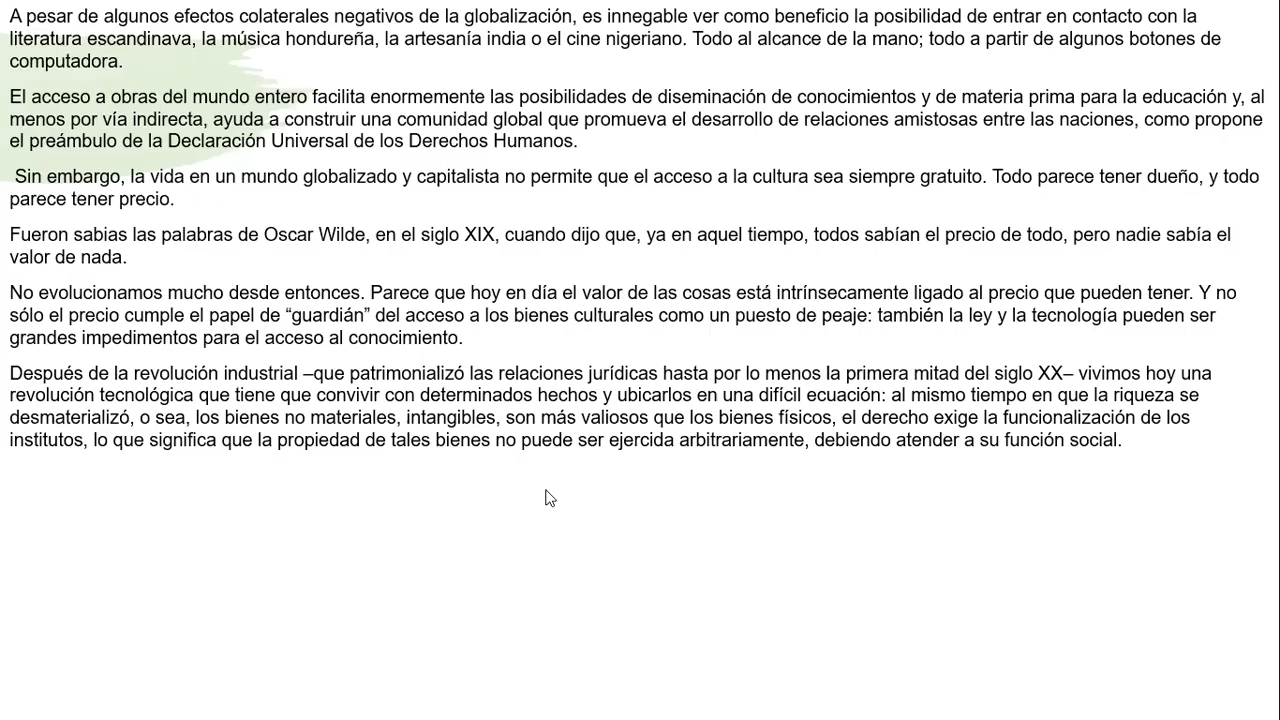 A pesar de algunos efectos colaterales negativos de la globalización, es innegable ver como beneficio la posibilidad de entrar en contacto con la
literatura escandinava, la música hondureña, la artesanía india o el cine nigeriano. Todo al alcance de la mano; todo a partir de algunos botones de
computadora.
El acceso a obras del mundo entero facilita enormemente las posibilidades de diseminación de conocimientos y de materia prima para la educación y, al
menos por vía indirecta, ayuda a construir una comunidad global que promueva el desarrollo de relaciones amistosas entre las naciones, como propone
el preámbulo de la Declaración Universal de los Derechos Humanos.
Sin embargo, la vida en un mundo globalizado y capitalista no permite que el acceso a la cultura sea siempre gratuito. Todo parece tener dueño, y todo
parece tener precio.
Fueron sabias las palabras de Oscar Wilde, en el siglo XIX, cuando dijo que, ya en aquel tiempo, todos sabían el precio de todo, pero nadie sabía el
valor de nada.
No evolucionamos mucho desde entonces. Parece que hoy en día el valor de las cosas está intrínsecamente ligado al precio que pueden tener. Y no
sólo el precio cumple el papel de “guardián” del acceso a los bienes culturales como un puesto de peaje: también la ley y la tecnología pueden ser
grandes impedimentos para el acceso al conocimiento.
Después de la revolución industrial –que patrimonializó las relaciones jurídicas hasta por lo menos la primera mitad del siglo XX– vivimos hoy una
revolución tecnológica que tiene que convivir con determinados hechos y ubicarlos en una difícil ecuación: al mismo tiempo en que la riqueza se
desmaterializó, o sea, los bienes no materiales, intangibles, son más valiosos que los bienes físicos, el derecho exige la funcionalización de los
institutos, lo que significa que la propiedad de tales bienes no puede ser ejercida arbitrariamente, debiendo atender a su función social.